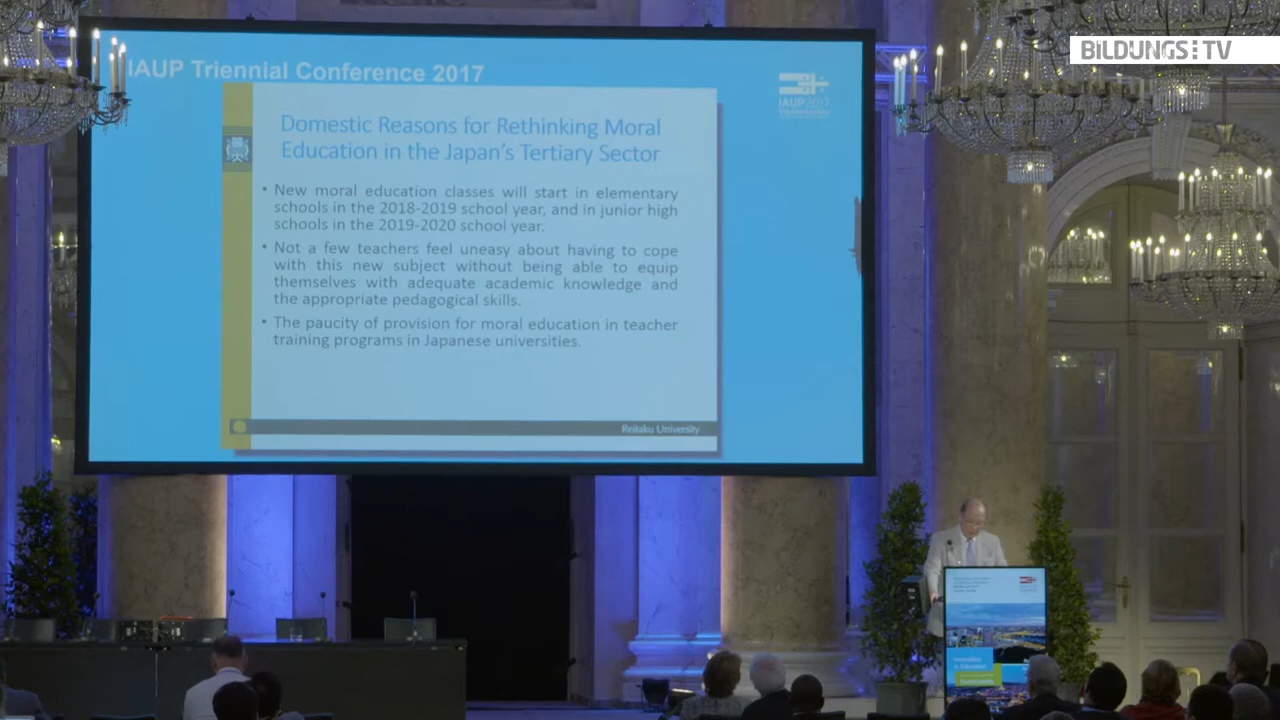 BILDUNGS:TV
IAUP Triennial Conference 2017
IAUP 2017
Domestic Reasons for Rethinking Moral
Education in the Japan's Tertiary Sector
• New moral education classes will start in elementary
schools in the 2018-2019 school year, and in junior high
schools in the 2019-2020 school year.
• Not a few teachers feel uneasy about having to cope
with this new subject without being able to equip
themselves with adequate academic knowledge and
the appropriate pedagogical skills.
• The paucity of provision for moral education in teacher
training programs in Japanese universities.
Reitaku University
Innovation
in Education